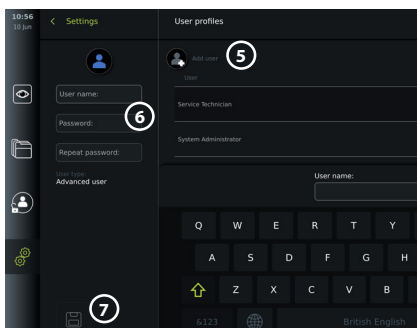 10:56
10 Jun
Settings
User profiles
Add user
5
User
User name:
Service Technician
Password:
6
System Administrator
Repeat password:
User type:
Advanced user
User name:
Q W E R T Y
A S D F G H
Z X C V B
7
&123
British English